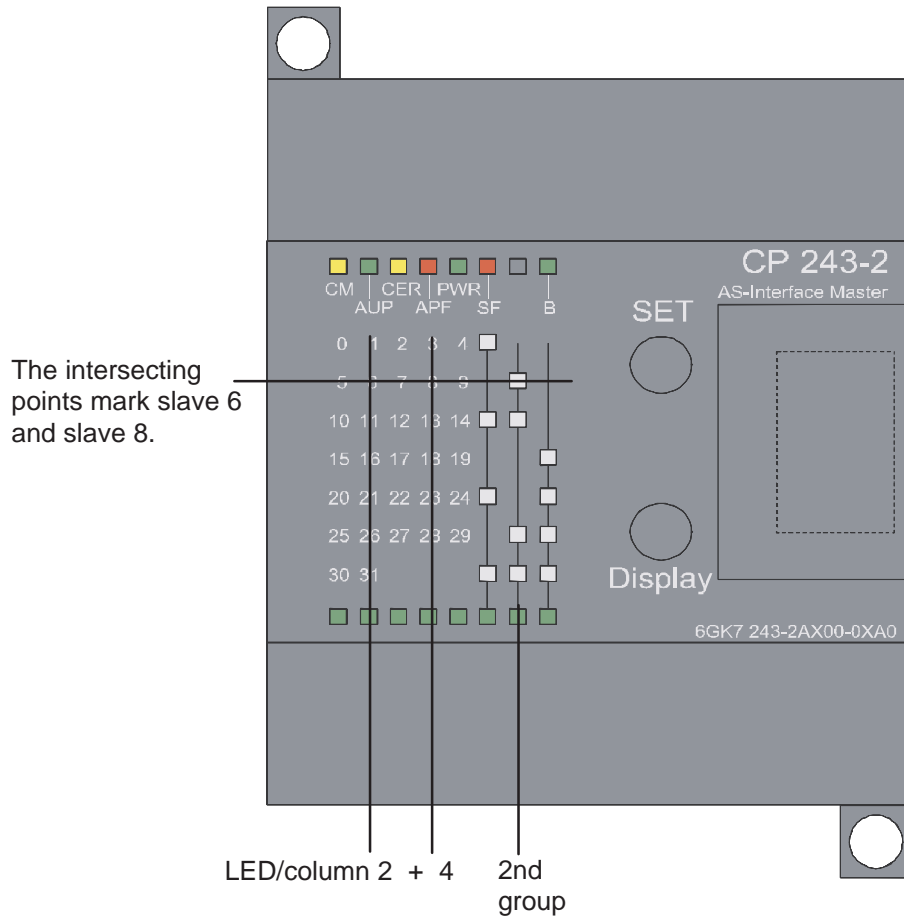 CP 243-2
AS-Interface Master
CM CER PWR
AUP APF SF B
SET
0 1 2 3 4
5 6 7 8 9
10 11 12 13 14
15 16 17 18 19
20 21 22 23 24
25 26 27 28 29
30 31
The intersecting
points mark slave 6
and slave 8.
Display
6GK7 243-2AX00-0XA0
LED/column 2 + 4
2nd
group